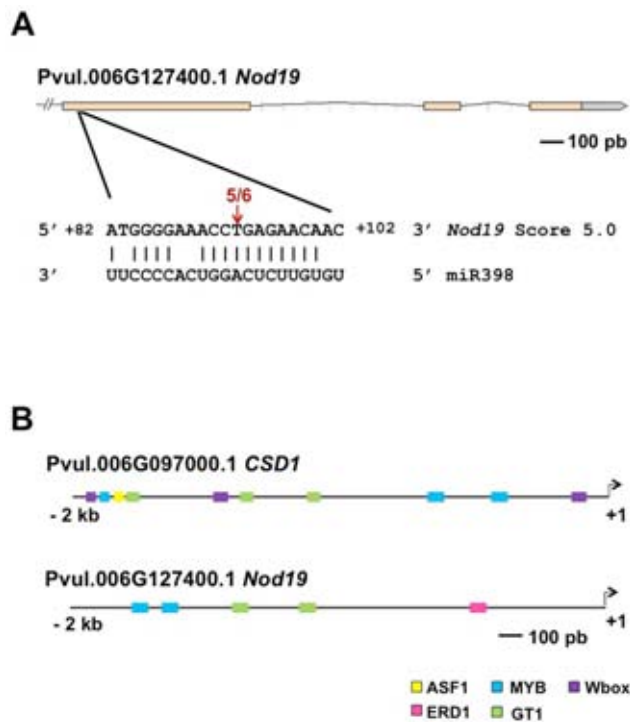 A
Pvul.006G127400.1 Nod19
100 pb
5/6
5' +82 ATGGGGAAACCTGAGAACAAC +102 3' Nod19 Score 5.0
3' UUCCCCACUGGACUCUUGUGU 5' miR398
B
Pvul.006G097000.1 CSD1
- 2 kb +1
Pvul.006G127400.1 Nod19
- 2 kb +1
100 pb
ASF1 MYB Wbox
ERD1 GT1